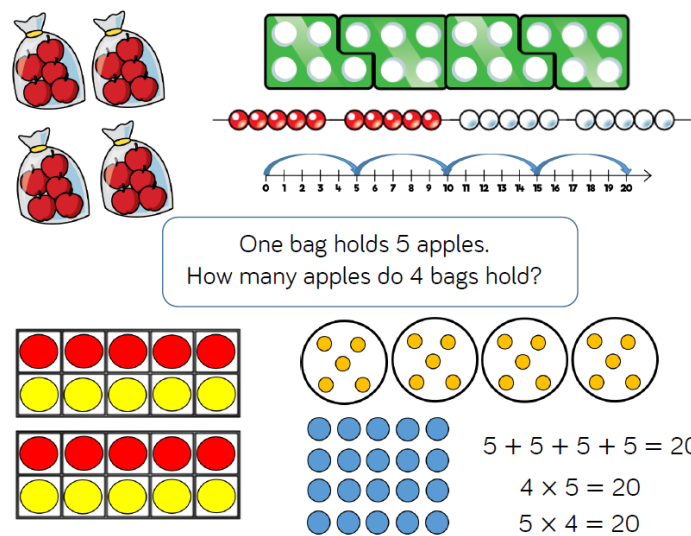 0 1 2 3 4 5 6 7 8 9 10 11 12 13 14 15 16 17 18 19 20
One bag holds 5 apples.
How many apples do 4 bags hold?
5 + 5 + 5 + 5 = 20
4 × 5 = 20
5 × 4 = 20